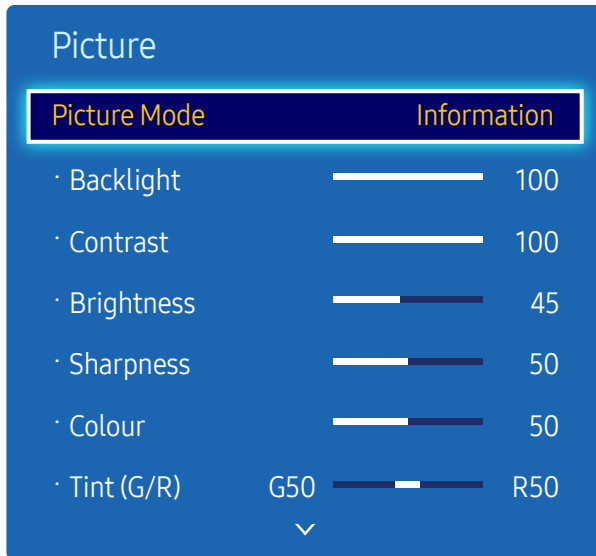 Picture
Picture Mode Information
· Backlight 100
· Contrast 100
· Brightness 45
· Sharpness 50
· Colour 50
· Tint (G/R) G50 R50